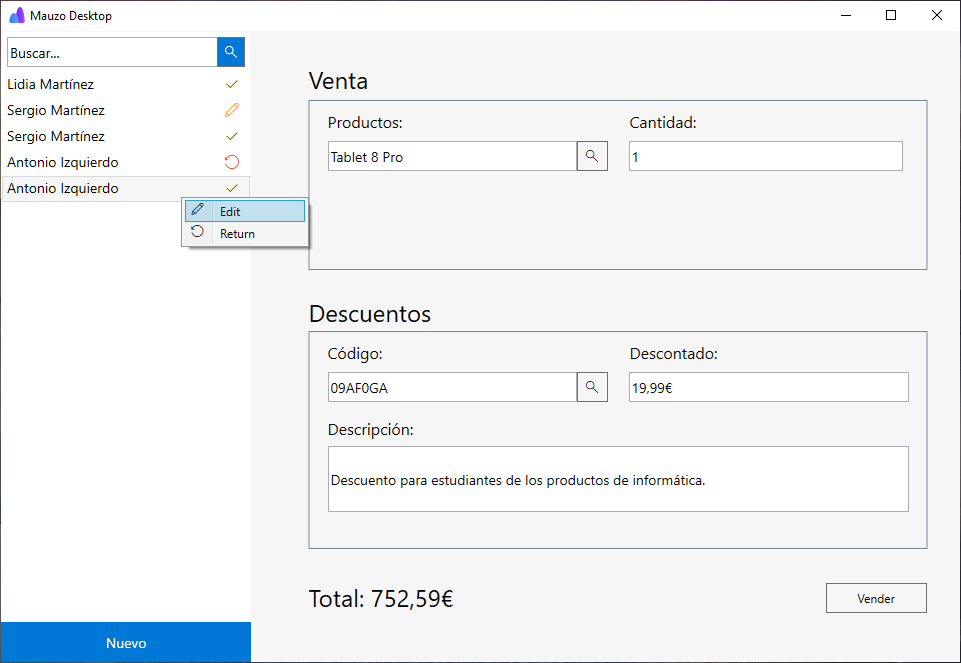 Mauzo Desktop
Buscar...
Lidia Martínez
Sergio Martínez
Sergio Martínez
Antonio Izquierdo
Antonio Izquierdo
Edit
Return
Nuevo
Venta
Productos: Cantidad:
Tablet 8 Pro 1
Descuentos
Código: Descontado:
09AF0GA 19,99€
Descripción:
Descuento para estudiantes de los productos de informática.
Total: 752,59€ Vender